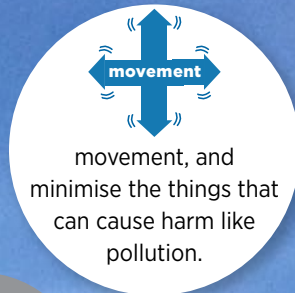 movement
movement, and
minimise the things that
can cause harm like
pollution.